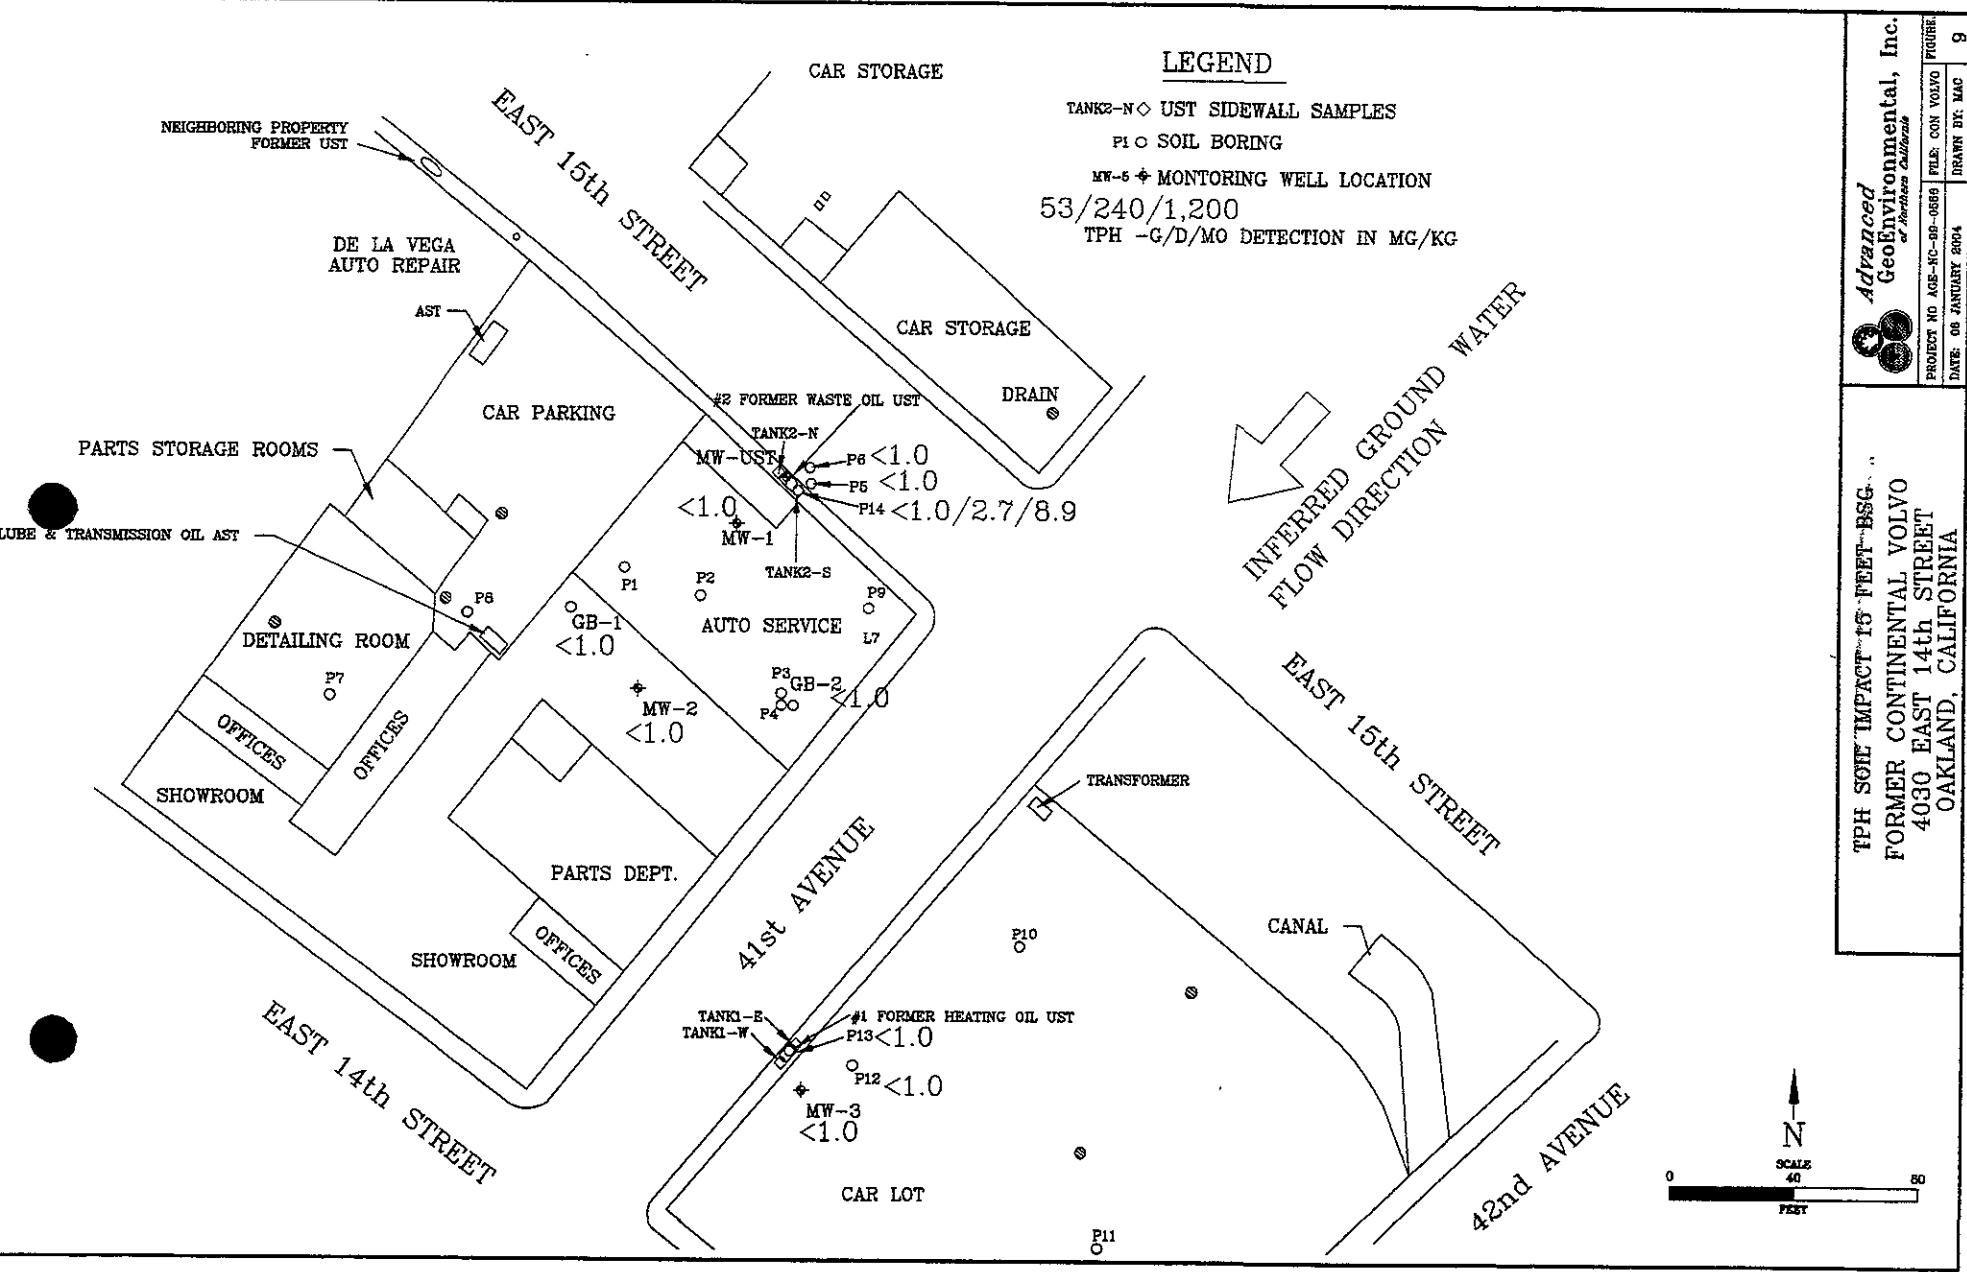 LEGEND
TANK2-N UST SIDEWALL SAMPLES
P1 SOIL BORING
MW-5 MONTORING WELL LOCATION
53/240/1,200
TPH -G/D/MO DETECTION IN MG/KG
CAR STORAGE
EAST 15th STREET
NEIGHBORING PROPERTY
FORMER UST
DE LA VEGA
AUTO REPAIR
AST
CAR STORAGE
DRAIN
INFERRED GROUND WATER
FLOW DIRECTION
CAR PARKING
#2 FORMER WASTE OIL UST
TANK2-N
MW-UST
P6 <1.0
P5 <1.0
P14 <1.0/2.7/8.9
<1.0
MW-1
TANK2-S
PARTS STORAGE ROOMS
LUBE & TRANSMISSION OIL AST
P8
DETAILING ROOM
P7
OFFICES
OFFICES
SHOWROOM
P1
P2
P9
GB-1
<1.0
AUTO SERVICE
L7
P3
GB-2
<1.0
P4
MW-2
<1.0
PARTS DEPT.
OFFICES
SHOWROOM
41st AVENUE
EAST 14th STREET
TRANSFORMER
EAST 15th STREET
P10
CANAL
TANK1-E
TANK1-W
#1 FORMER HEATING OIL UST
P13 <1.0
P12 <1.0
MW-3
<1.0
CAR LOT
P11
42nd AVENUE
N
SCALE
0 40 80
FEET
Advanced
GeoEnvironmental, Inc.
of Northern California
PROJECT NO AGE-NC-99-0569
FILE: CON VOLVO
FIGURE:
DATE: 06 JANUARY 2004
DRAWN BY: MAC
9
TPH SOIL IMPACT 15 FEET BSG
FORMER CONTINENTAL VOLVO
4030 EAST 14th STREET
OAKLAND, CALIFORNIA